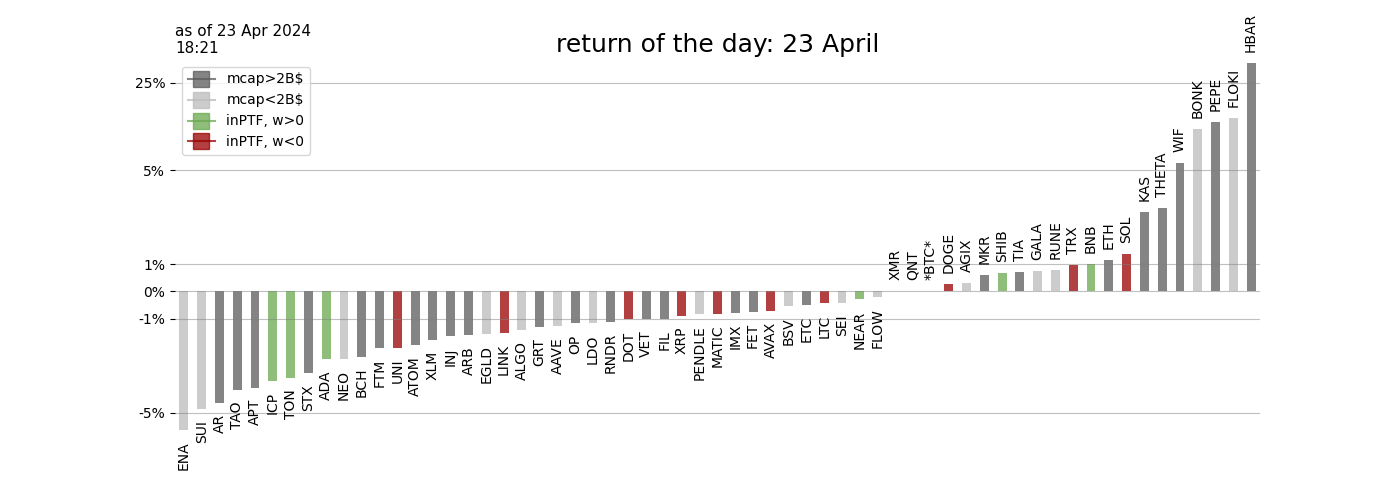 as of 23 Apr 2024
18:21
return of the day: 23 April
mcap>2B$
mcap<2B$
inPTF, w>0
inPTF, w<0
25%
5%
1%
0%
-1%
-5%
ENA
SUI
AR
TAO
APT
ICP
TON
STX
ADA
NEO
BCH
FTM
UNI
ATOM
XLM
INJ
ARB
EGLD
LINK
ALGO
GRT
AAVE
OP
LDO
RNDR
DOT
VET
FIL
XRP
PENDLE
MATIC
IMX
FET
AVAX
BSV
ETC
LTC
SEI
NEAR
FLOW
XMR
QNT
*BTC*
DOGE
AGIX
MKR
SHIB
TIA
GALA
RUNE
TRX
BNB
ETH
SOL
KAS
THETA
WIF
BONK
PEPE
FLOKI
HBAR